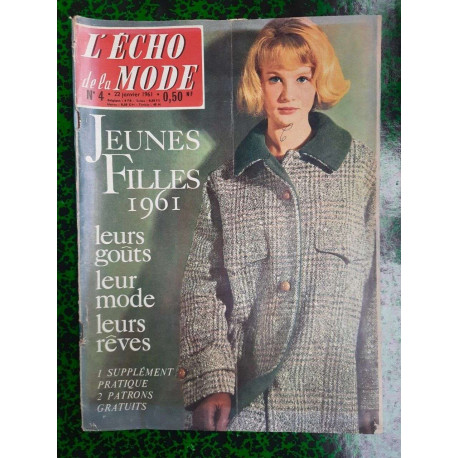 L'ÉCHO
de la MODE
N° 4 • 22 janvier 1961 • 0,50 NF
JEUNES
FILLES
1961
leurs
goûts
leur
mode
leurs
rêves
1 SUPPLÉMENT
PRATIQUE
2 PATRONS
GRATUITS